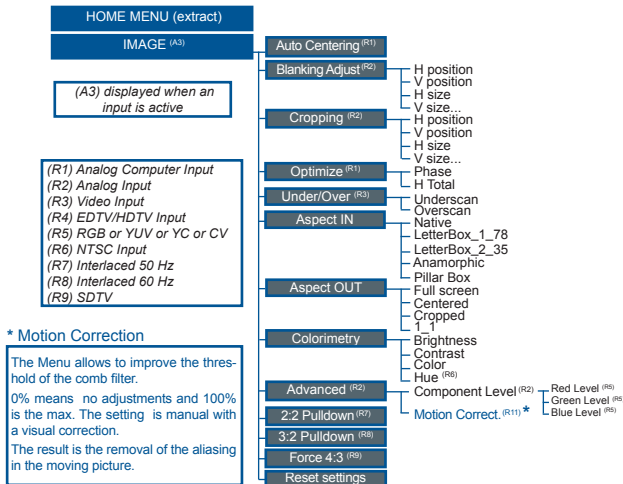 HOME MENU (extract)
IMAGE (A3)
(A3) displayed when an
input is active
(R1) Analog Computer Input
(R2) Analog Input
(R3) Video Input
(R4) EDTV/HDTV Input
(R5) RGB or YUV or YC or CV
(R6) NTSC Input
(R7) Interlaced 50 Hz
(R8) Interlaced 60 Hz
(R9) SDTV
* Motion Correction
The Menu allows to improve the thres-
hold of the comb filter.
0% means no adjustments and 100%
is the max. The setting is manual with
a visual correction.
The result is the removal of the aliasing
in the moving picture.
Auto Centering (R1)
Blanking Adjust (R2)
H position
V position
H size
V size...
Cropping (R2)
H position
V position
H size
V size...
Optimize (R1)
Phase
H Total
Under/Over (R3)
Underscan
Overscan
Aspect IN
Native
LetterBox_1_78
LetterBox_2_35
Anamorphic
Pillar Box
Aspect OUT
Full screen
Centered
Cropped
1_1
Colorimetry
Brightness
Contrast
Color
Hue (R6)
Advanced (R2)
Component Level (R2)
Red Level (R5)
Green Level (R5
Blue Level (R5)
Motion Correct. (R11) *
2:2 Pulldown (R7)
3:2 Pulldown (R8)
Force 4:3 (R9)
Reset settings